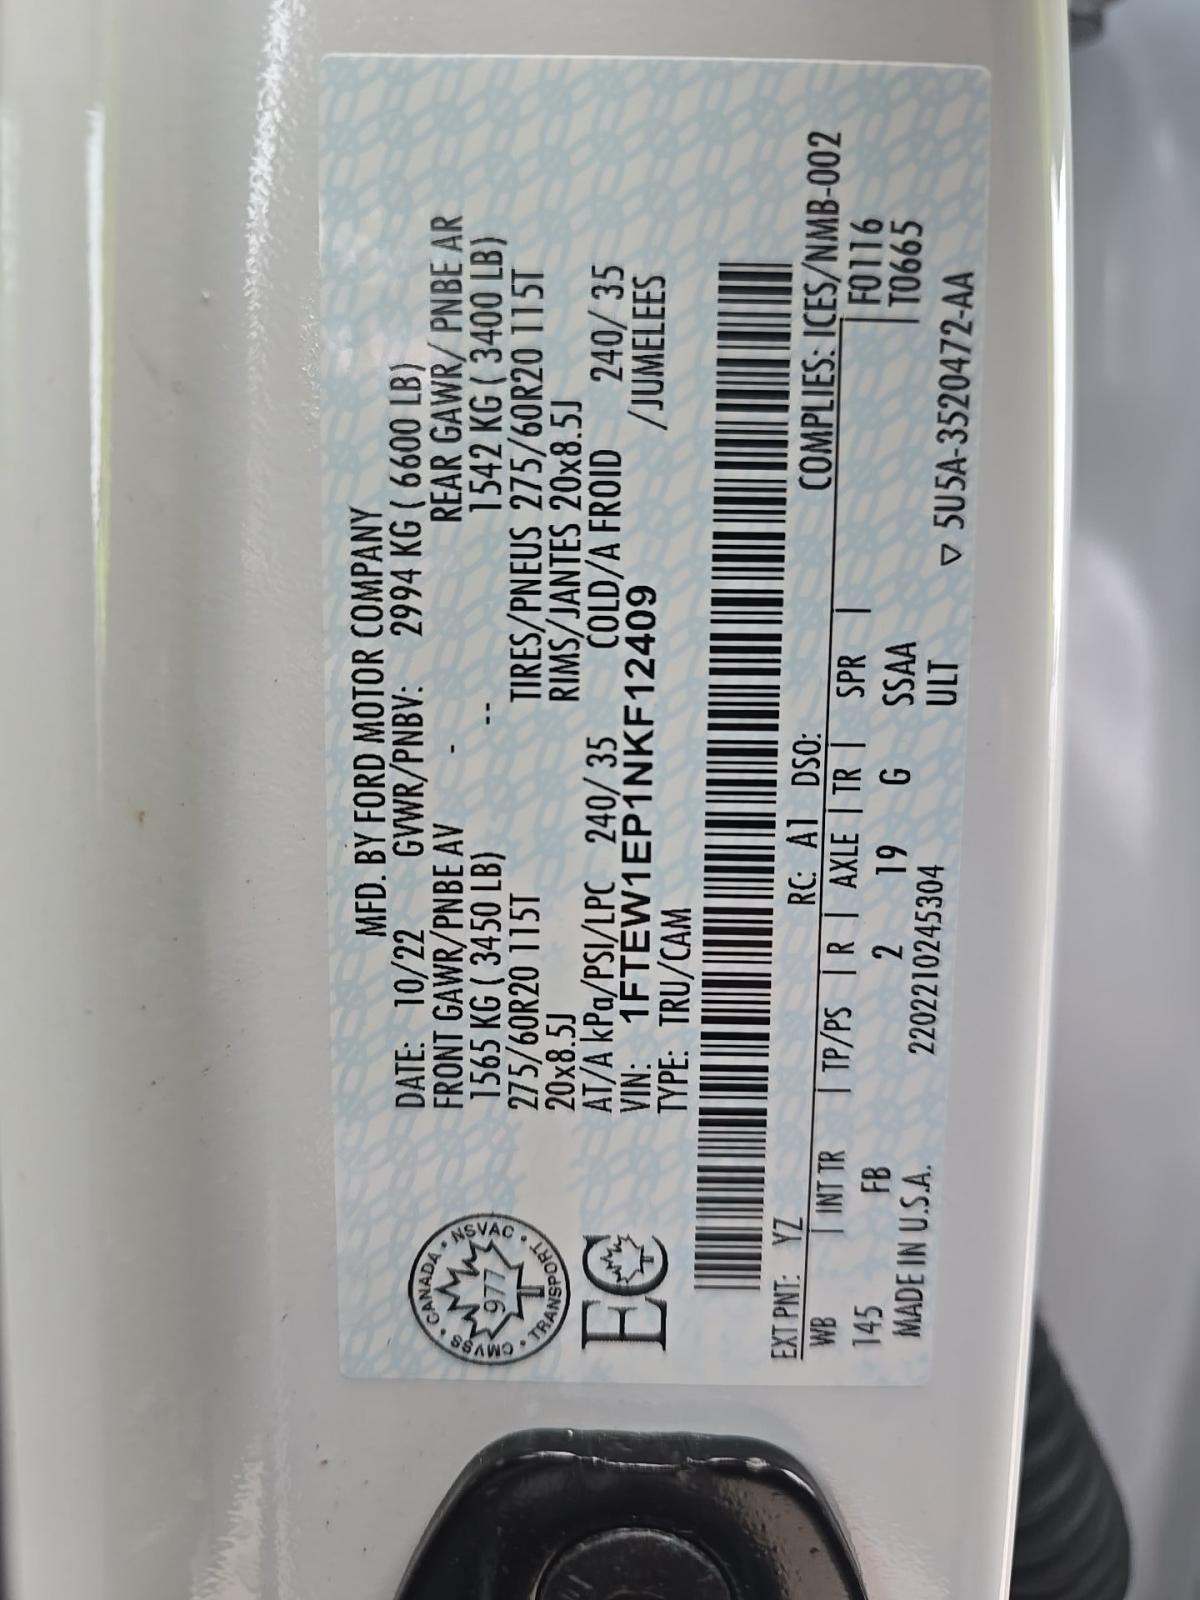 MFD. BY FORD MOTOR COMPANY
DATE: 10/22 GVWR/PNBV: 2994 KG ( 6600 LB)
FRONT GAWR/PNBE AV - REAR GAWR/ PNBE AR
1565 KG ( 3450 LB) -- 1542 KG ( 3400 LB)
275/60R20 115T TIRES/PNEUS 275/60R20 115T
20x8.5J RIMS/JANTES 20x8.5J
AT/A kPa/PSI/LPC 240/ 35 COLD/A FROID 240/ 35
VIN: 1FTEW1EP1NKF12409 /JUMELEES
TYPE: TRU/CAM
CANADA • NSVAC • TRANSPORT • CMVSS •
977
EC
EXT PNT: YZ RC: A1 DSO: COMPLIES: ICES/NMB-002
WB | INT TR | TP/PS | R | AXLE | TR | SPR | | F0116
145 FB 2 19 G SSAA T0665
MADE IN U.S.A. 2202210245304 ULT ▽ 5U5A-3520472-AA